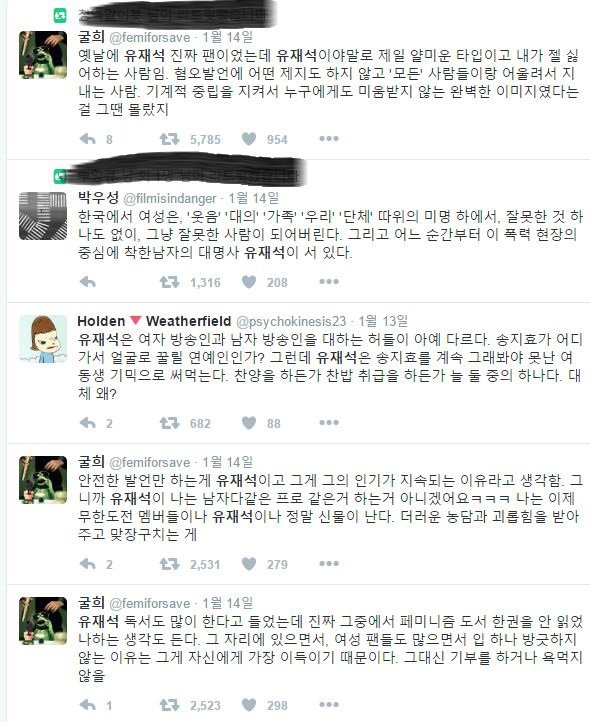 굴희 @femiforsave · 1월 14일
옛날에 유재석 진짜 팬이었는데 유재석이야말로 제일 얄미운 타입이고 내가 젤 싫
어하는 사람임. 혐오발언에 어떤 제지도 하지 않고 '모든' 사람들이랑 어울려서 지
내는 사람. 기계적 중립을 지켜서 누구에게도 미움받지 않는 완벽한 이미지였다는
걸 그땐 몰랐지
8 5,785 954
박우성 @filmisindanger · 1월 14일
한국에서 여성은, '웃음' '대의' '가족' '우리' '단체' 따위의 미명 하에서, 잘못한 것 하
나도 없이, 그냥 잘못한 사람이 되어버린다. 그리고 어느 순간부터 이 폭력 현장의
중심에 착한남자의 대명사 유재석이 서 있다.
1,316 208
Holden ▼ Weatherfield @psychokinesis23 · 1월 13일
유재석은 여자 방송인과 남자 방송인을 대하는 허들이 아예 다르다. 송지효가 어디
가서 얼굴로 꿀릴 연예인인가? 그런데 유재석은 송지효를 계속 그래봐야 못난 여
동생 기믹으로 써먹는다. 찬양을 하든가 찬밥 취급을 하든가 늘 둘 중의 하나다. 대
체 왜?
2 682 88
굴희 @femiforsave · 1월 14일
안전한 발언만 하는게 유재석이고 그게 그의 인기가 지속되는 이유라고 생각함. 그
니까 유재석이 나는 남자다같은 프로 같은거 하는거 아니겠어요ㅋㅋㅋ 나는 이제
무한도전 멤버들이나 유재석이나 정말 신물이 난다. 더러운 농담과 괴롭힘을 받아
주고 맞장구치는 게
2 2,531 279
굴희 @femiforsave · 1월 14일
유재석 독서도 많이 한다고 들었는데 진짜 그중에서 페미니즘 도서 한권을 안 읽었
나하는 생각도 든다. 그 자리에 있으면서, 여성 팬들도 많으면서 입 하나 방긋하지
않는 이유는 그게 자신에게 가장 이득이기 때문이다. 그대신 기부를 하거나 욕먹지
않을
1 2,523 298